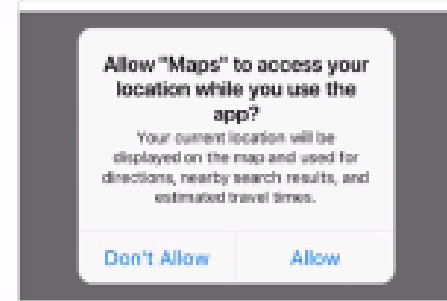 Allow "Maps" to access your
location while you use the
app?
Your current location will be
displayed on the map and used for
directions, nearby search results, and
estimated travel times.
Don't Allow
Allow